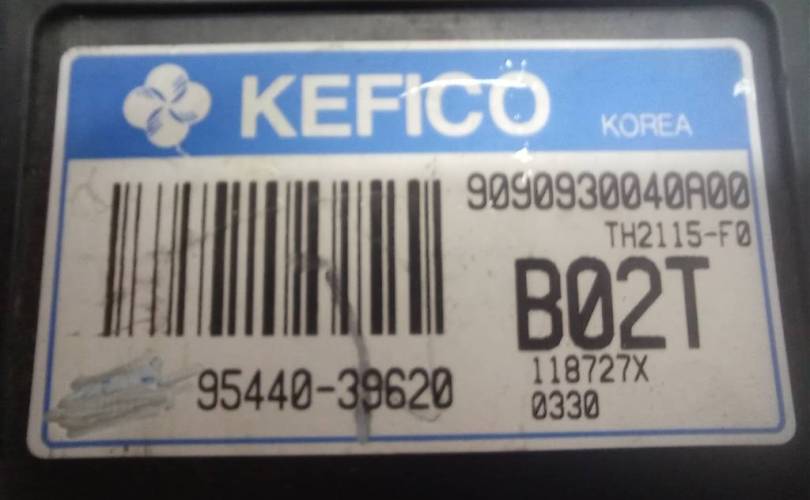 KEFICO
KOREA
9090930040A00
TH2115-F0
B02T
118727X
0330
95440-39620